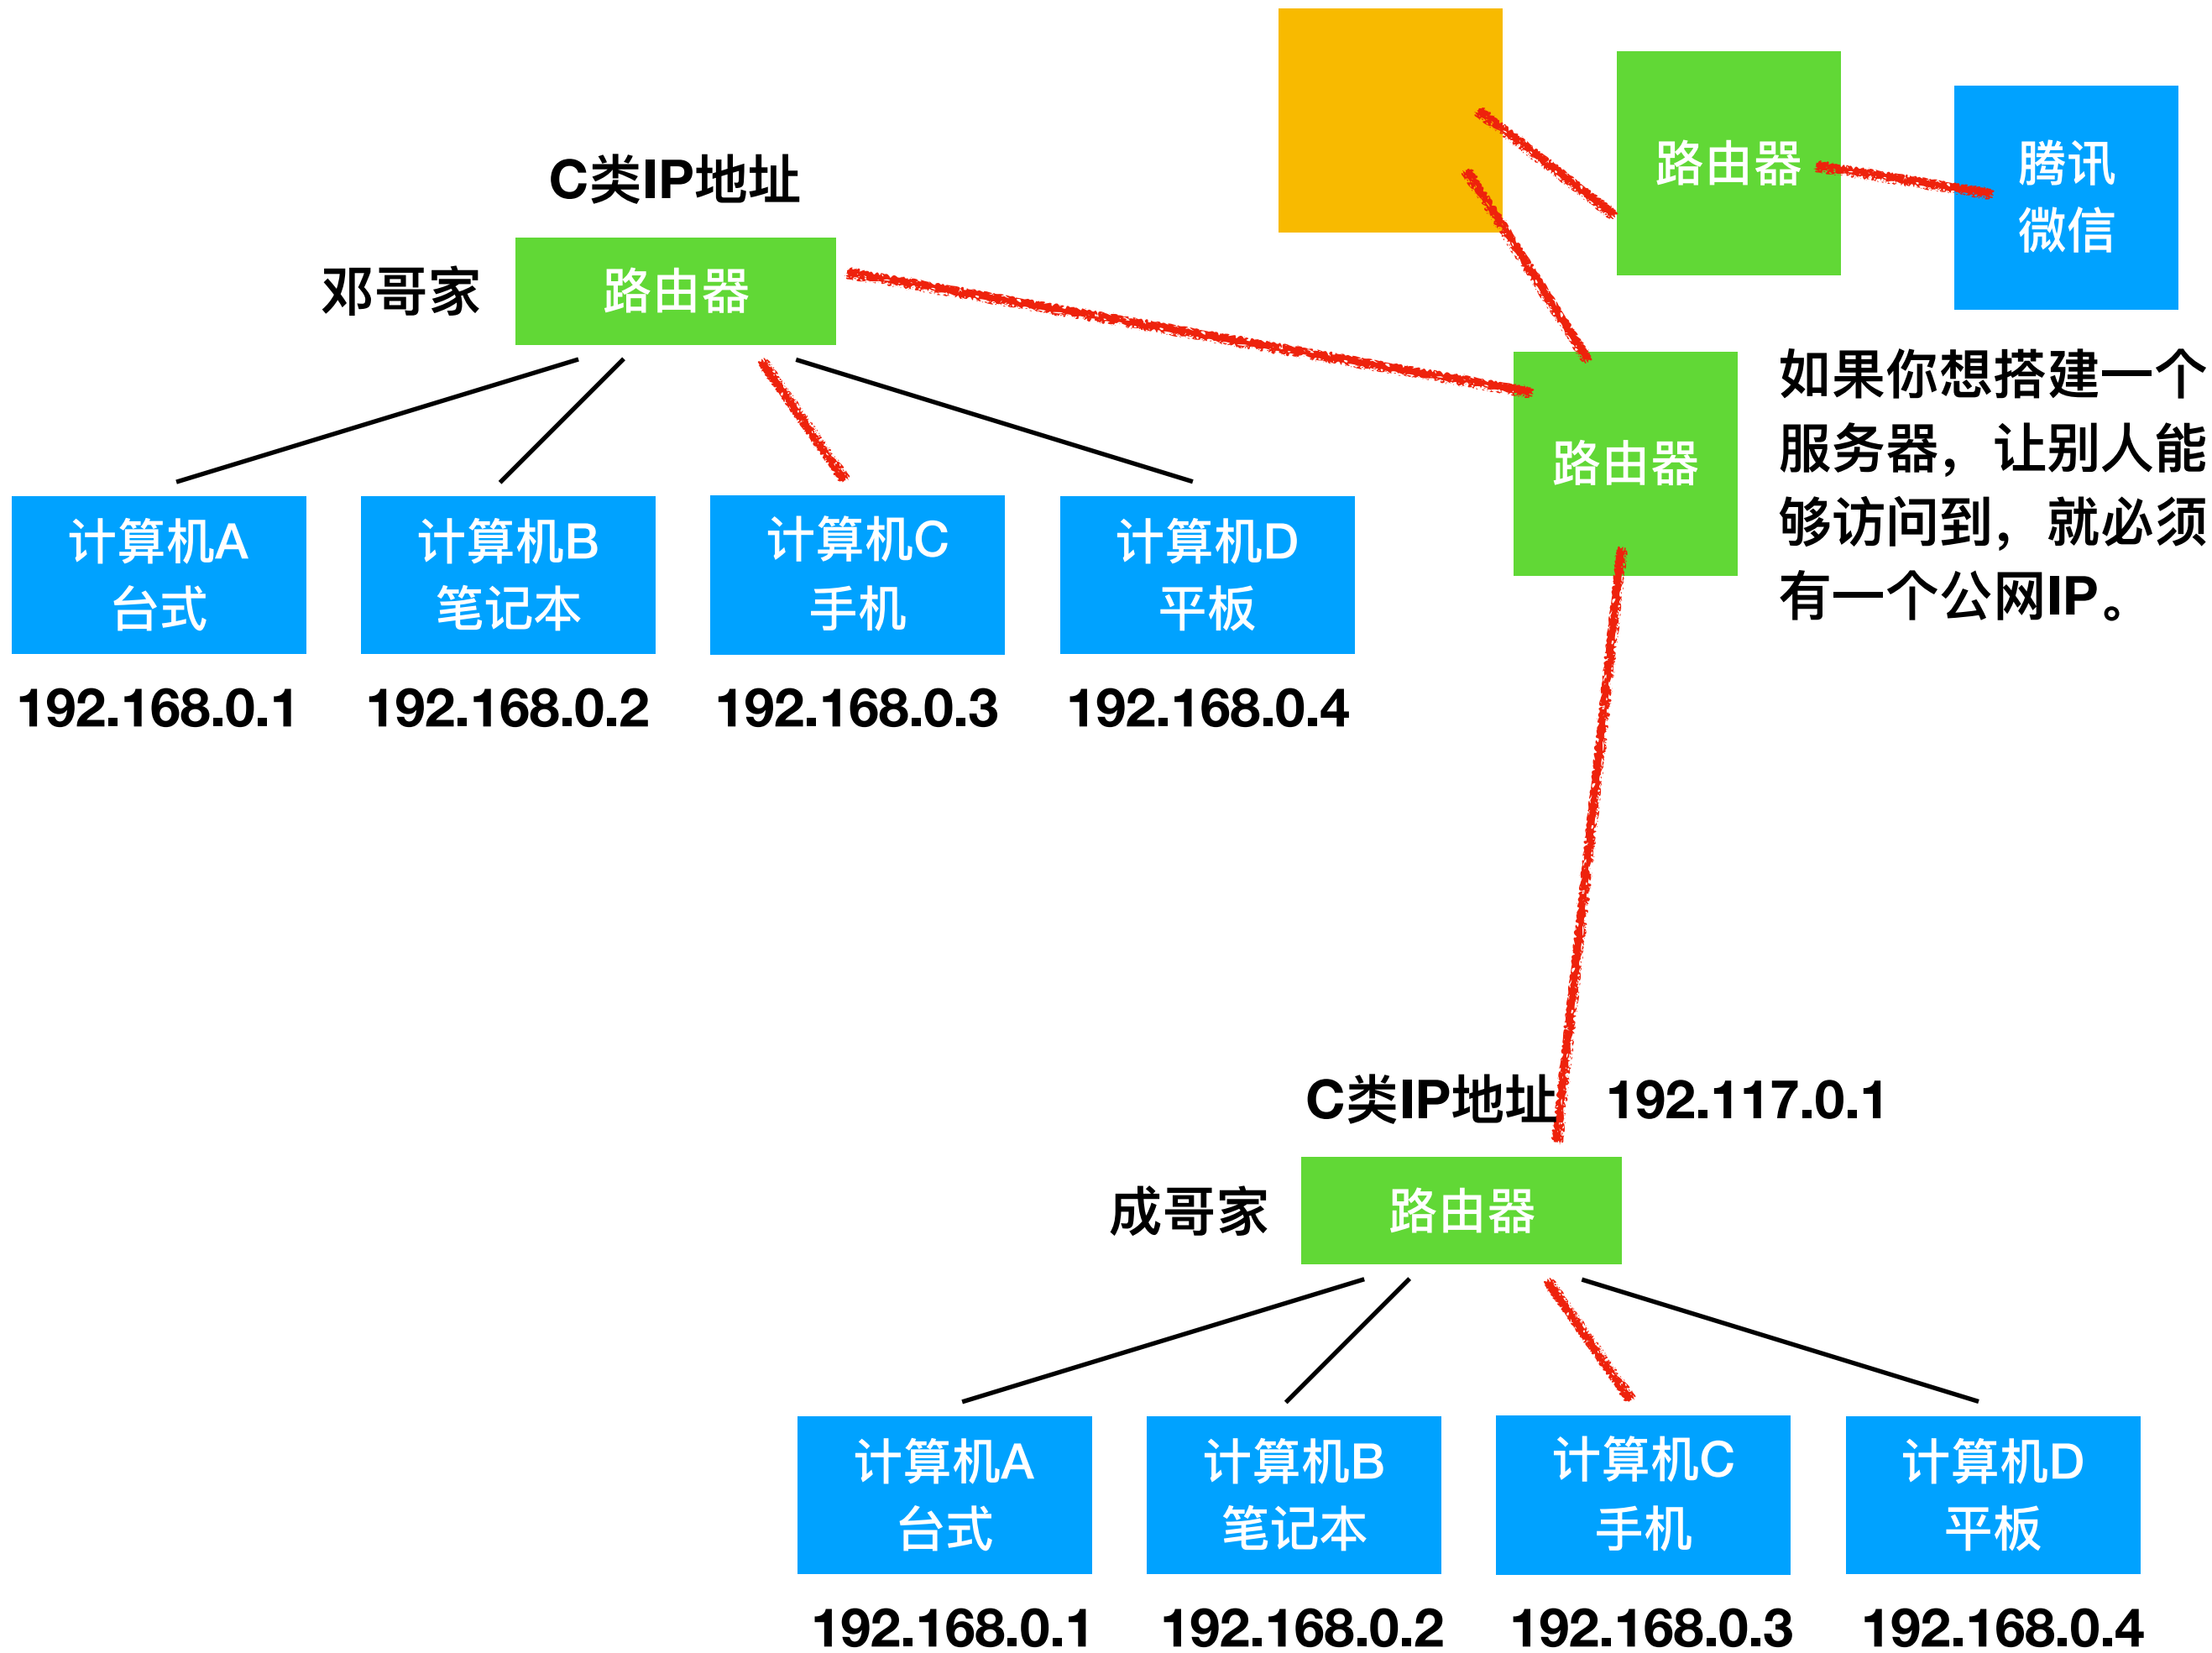 路由器
腾讯
微信
C类IP地址
邓哥家
路由器
路由器
如果你想搭建一个
服务器，让别人能
够访问到，就必须
有一个公网IP。
计算机A
台式
计算机B
笔记本
计算机C
手机
计算机D
平板
192.168.0.1
192.168.0.2
192.168.0.3
192.168.0.4
C类IP地址
192.117.0.1
成哥家
路由器
计算机A
台式
计算机B
笔记本
计算机C
手机
计算机D
平板
192.168.0.1
192.168.0.2
192.168.0.3
192.168.0.4